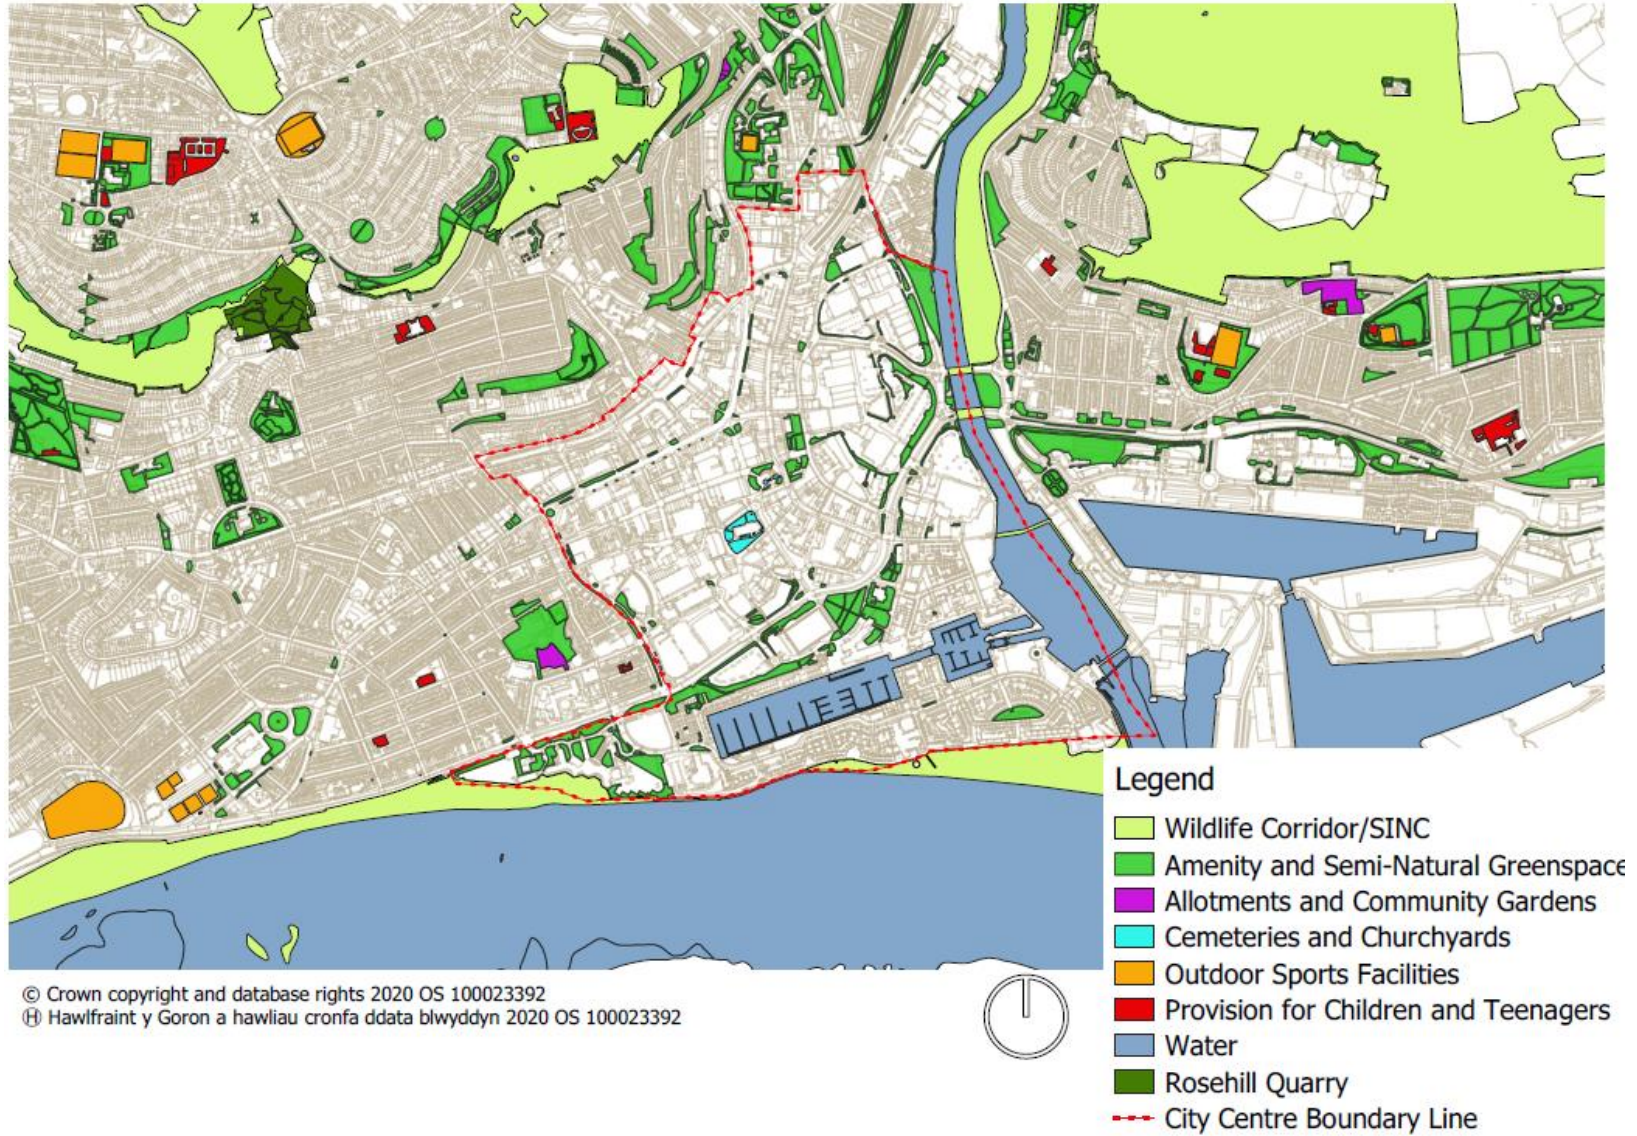 Legend
Wildlife Corridor/SINC
Amenity and Semi-Natural Greenspace
Allotments and Community Gardens
Cemeteries and Churchyards
Outdoor Sports Facilities
Provision for Children and Teenagers
Water
Rosehill Quarry
City Centre Boundary Line
© Crown copyright and database rights 2020 OS 100023392
Ⓗ Hawlfraint y Goron a hawliau cronfa ddata blwyddyn 2020 OS 100023392